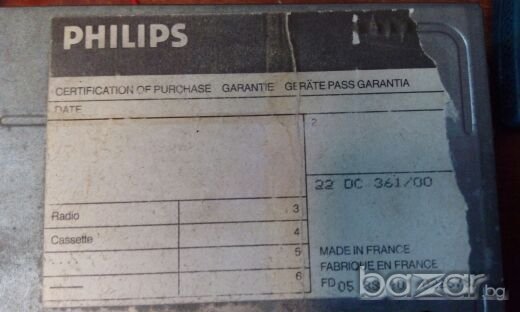 PHILIPS
CERTIFICATION OF PURCHASE GARANTIE GERÄTE PASS GARANTIA
DATE
2
22 DC 361/00
Radio 3
Cassette 4
5
6
MADE IN FRANCE
FABRIQUE EN FRANCE
FD 05
bazar.bg